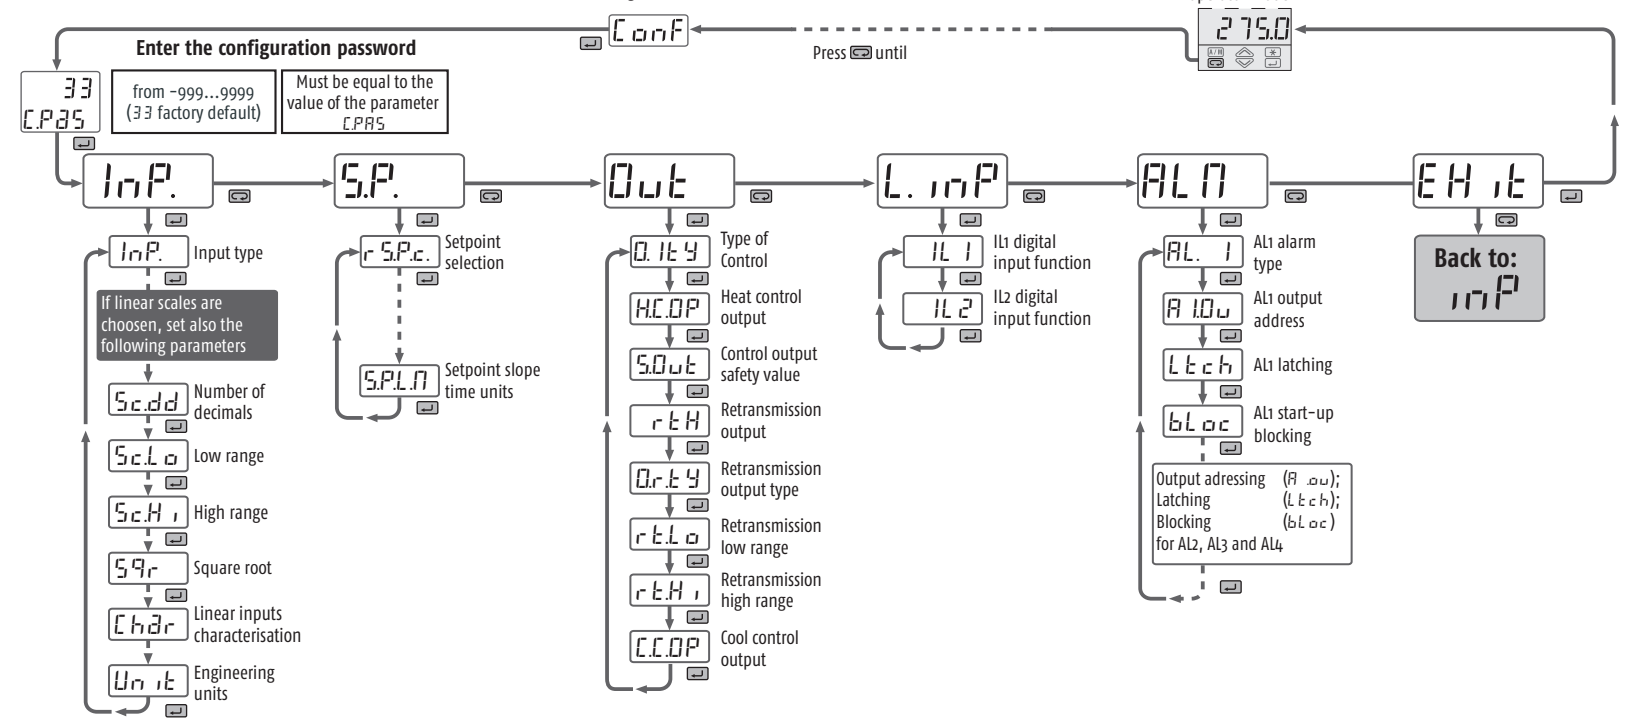 ConF
275.0
A/M
Press until
Enter the configuration password
33
C.PaS
from -999...9999
(33 factory default)
Must be equal to the
value of the parameter
C.PAS
InP.
S.P.
Out
L. inP
ALM
EH it
InP.
Input type
If linear scales are
choosen, set also the
following parameters
Sc.dd
Number of
decimals
Sc.Lo
Low range
Sc.Hi
High range
Sqr
Square root
Char
Linear inputs
characterisation
Unit
Engineering
units
r S.P.c.
Setpoint
selection
S.P.L.M
Setpoint slope
time units
O.1ty
Type of
Control
H.C.OP
Heat control
output
S.Out
Control output
safety value
rtH
Retransmission
output
O.r.ty
Retransmission
output type
rt.Lo
Retransmission
low range
rt.Hi
Retransmission
high range
C.C.OP
Cool control
output
IL 1
IL1 digital
input function
IL 2
IL2 digital
input function
AL. 1
AL1 alarm
type
A 1.Ou
AL1 output
address
Ltch
AL1 latching
bLoc
AL1 start-up
blocking
Output adressing (A .ou);
Latching (Ltch);
Blocking (bLoc)
for AL2, AL3 and AL4
Back to:
inP